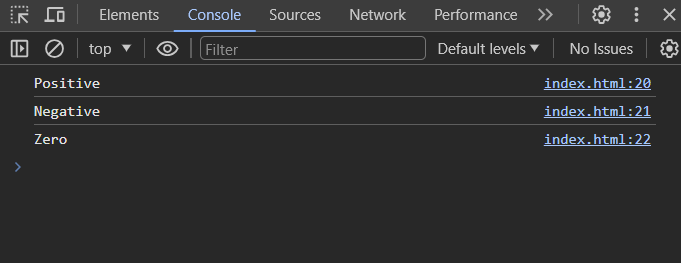 Elements Console Sources Network Performance
top Filter Default levels No Issues
Positive index.html:20
Negative index.html:21
Zero index.html:22